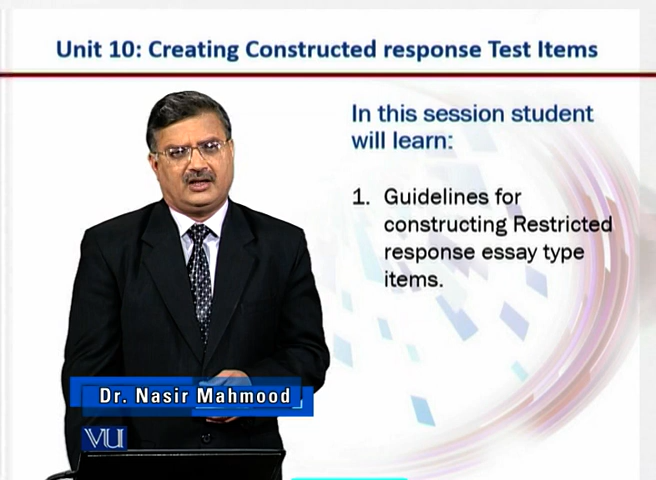 Unit 10: Creating Constructed response Test Items
In this session student
will learn:
1. Guidelines for
constructing Restricted
response essay type
items.
Dr. Nasir Mahmood
VU